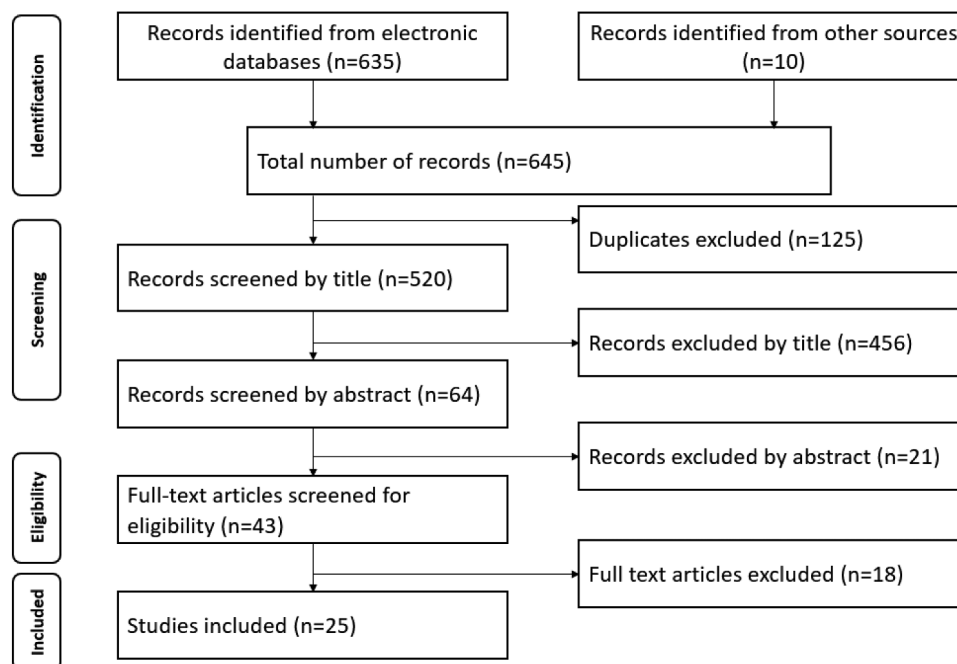 Identification
Records identified from electronic
databases (n=635)
Records identified from other sources
(n=10)
Total number of records (n=645)
Screening
Duplicates excluded (n=125)
Records screened by title (n=520)
Records excluded by title (n=456)
Records screened by abstract (n=64)
Records excluded by abstract (n=21)
Eligibility
Full-text articles screened for
eligibility (n=43)
Full text articles excluded (n=18)
Included
Studies included (n=25)